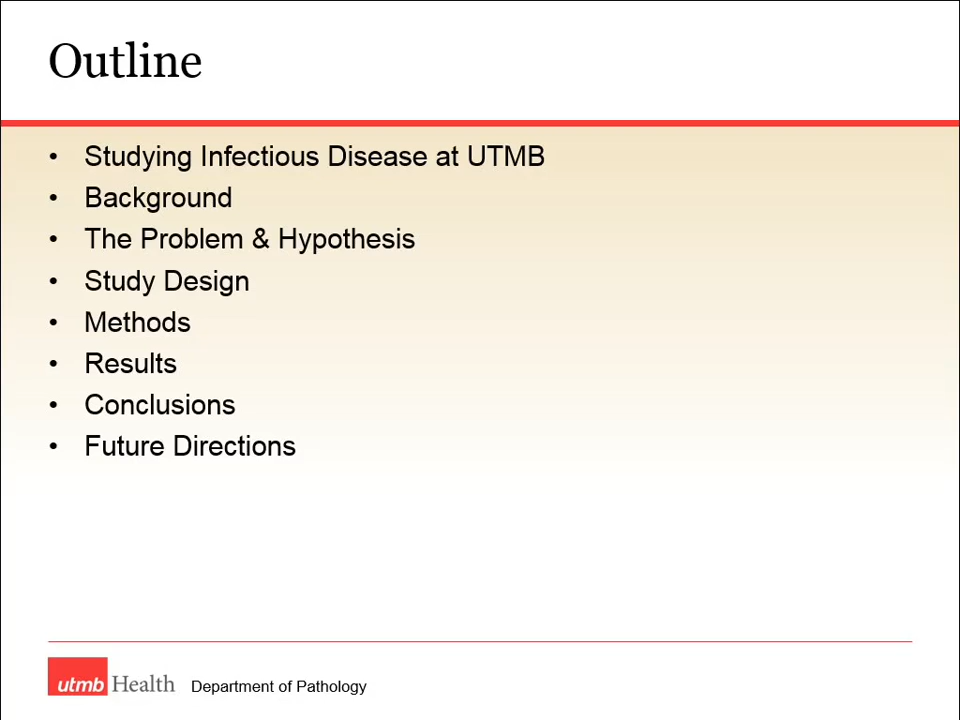 Outline
• Studying Infectious Disease at UTMB
• Background
• The Problem & Hypothesis
• Study Design
• Methods
• Results
• Conclusions
• Future Directions
utmb Health Department of Pathology